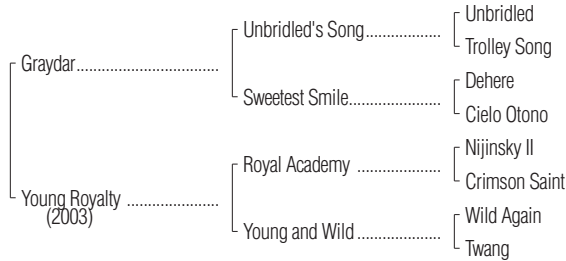 Unbridled
Unbridled's Song..................
Trolley Song
Graydar..................................
Dehere
Sweetest Smile......................
Cielo Otono
Nijinsky II
Royal Academy ....................
Crimson Saint
Young Royalty ......................
(2003)
Wild Again
Young and Wild....................
Twang